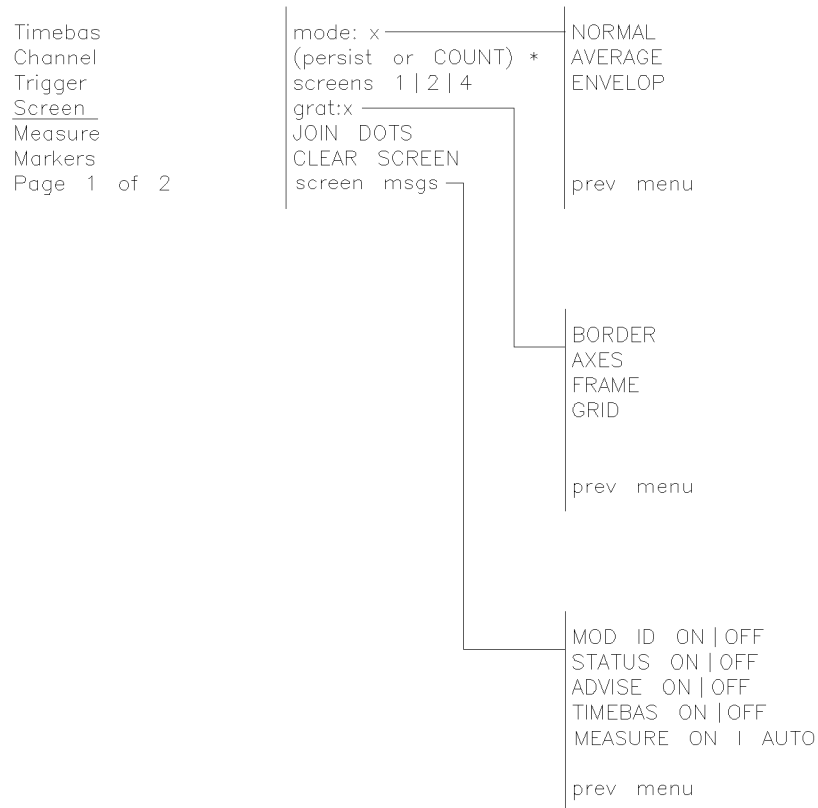 Timebas
Channel
Trigger
Screen
Measure
Markers
Page 1 of 2
mode: x
(persist or COUNT) *
screens 1|2|4
grat:x
JOIN DOTS
CLEAR SCREEN
screen msgs
NORMAL
AVERAGE
ENVELOP
prev menu
BORDER
AXES
FRAME
GRID
prev menu
MOD ID ON|OFF
STATUS ON|OFF
ADVISE ON|OFF
TIMEBAS ON|OFF
MEASURE ON I AUTO
prev menu